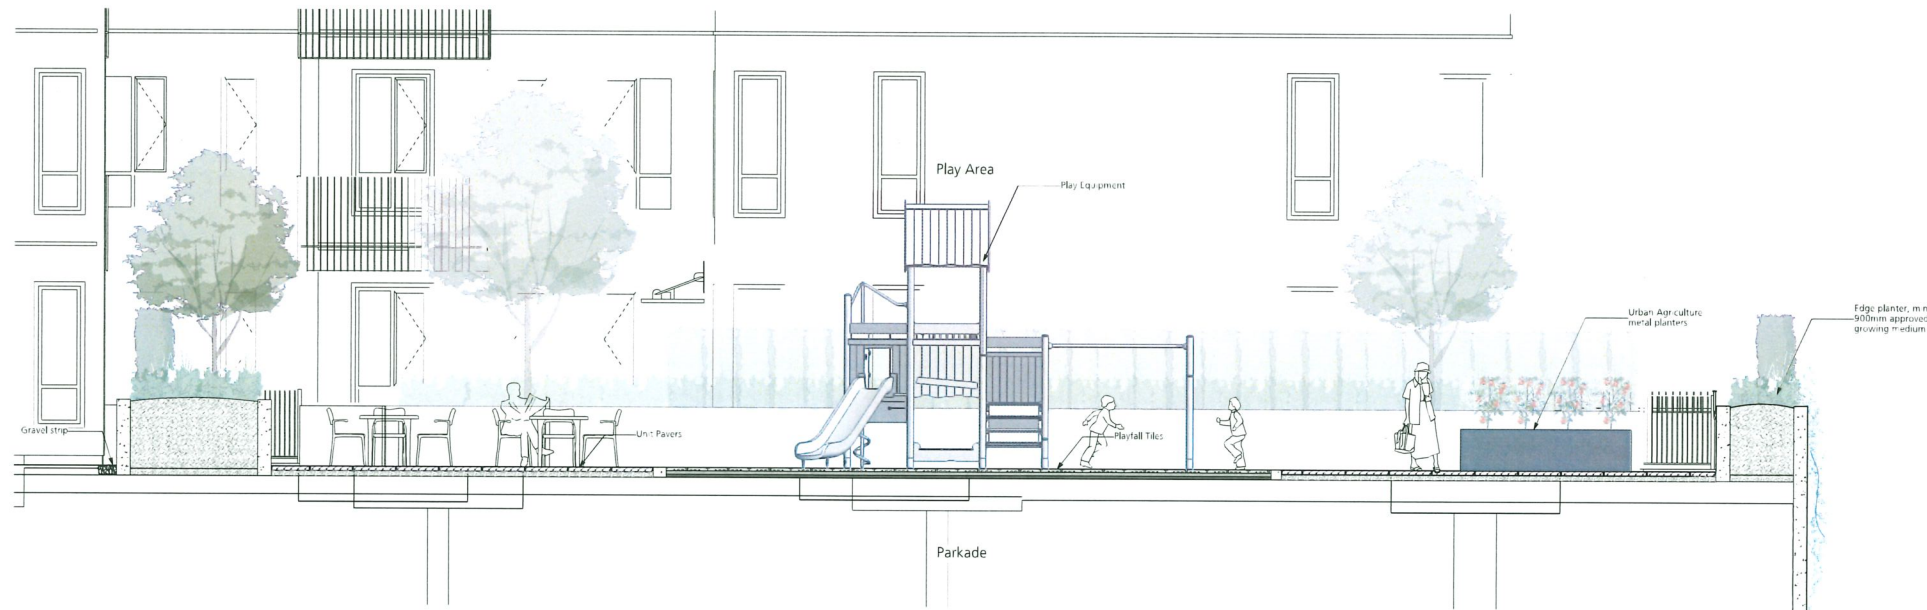 Play Area
Play Equipment
Urban Agriculture
metal planters
Edge planter, min
900mm approved
growing medium
Gravel strip
Unit Pavers
Playfall Tiles
Parkade